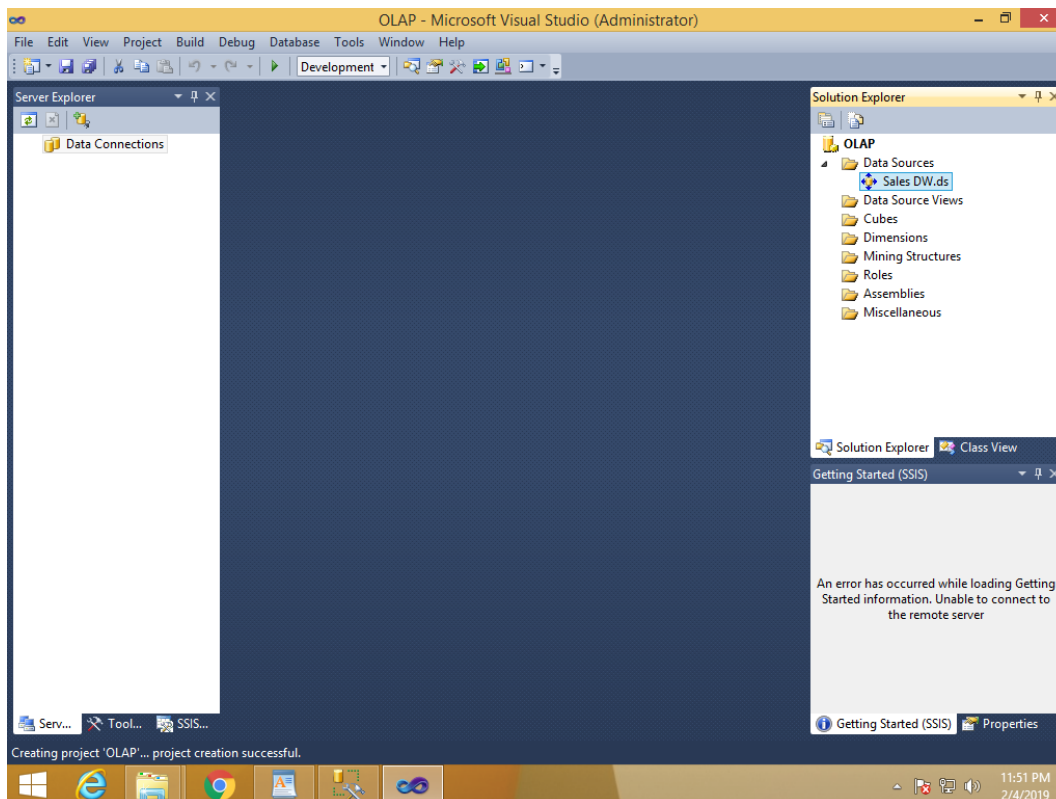 OLAP - Microsoft Visual Studio (Administrator)
File Edit View Project Build Debug Database Tools Window Help
Development
Server Explorer
Data Connections
Serv... Tool... SSIS...
Solution Explorer
OLAP
Data Sources
Sales DW.ds
Data Source Views
Cubes
Dimensions
Mining Structures
Roles
Assemblies
Miscellaneous
Solution Explorer Class View
Getting Started (SSIS)
An error has occurred while loading Getting
Started information. Unable to connect to
the remote server
Getting Started (SSIS) Properties
Creating project 'OLAP'... project creation successful.
11:51 PM
2/4/2019